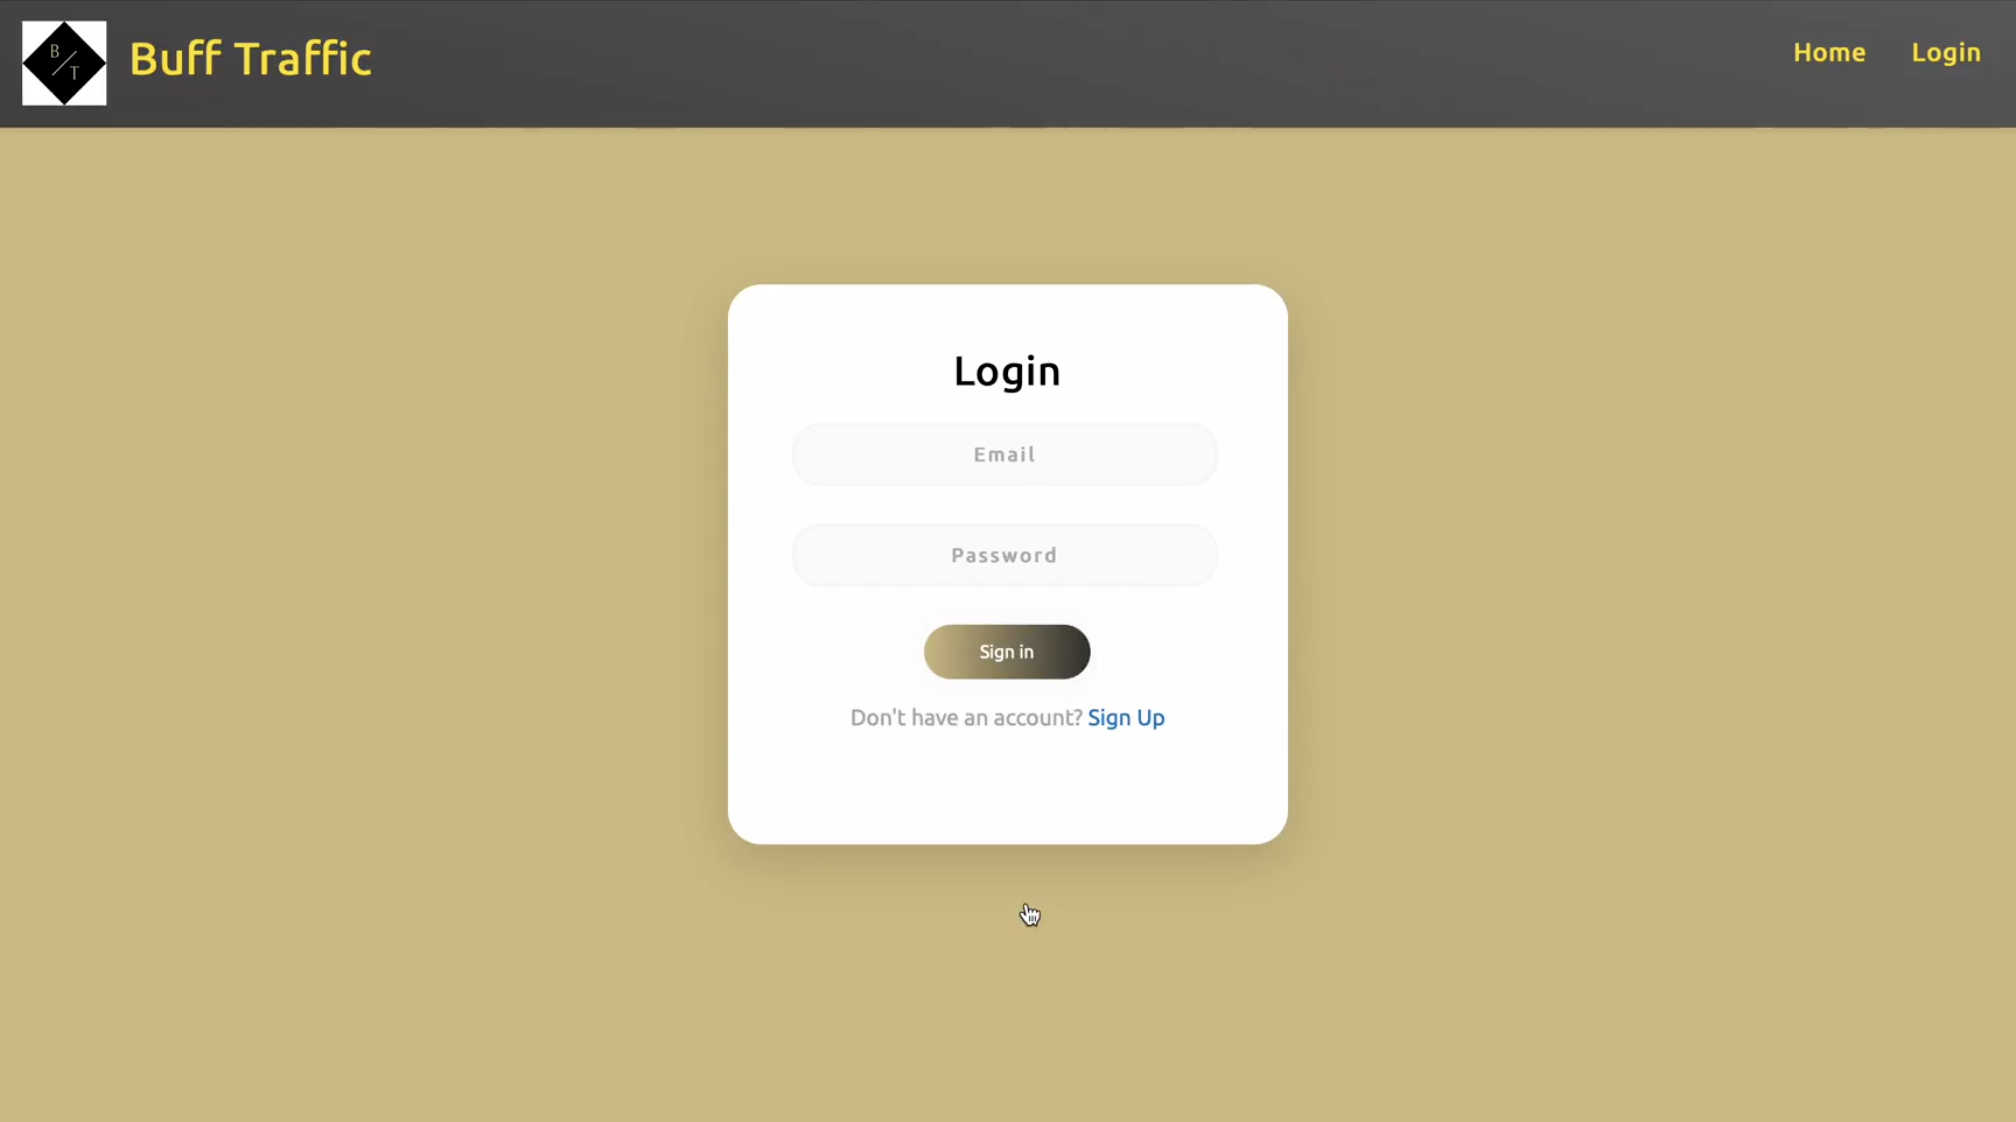 B
T
Buff Traffic
Home
Login
Login
Email
Password
Sign in
Don't have an account? Sign Up